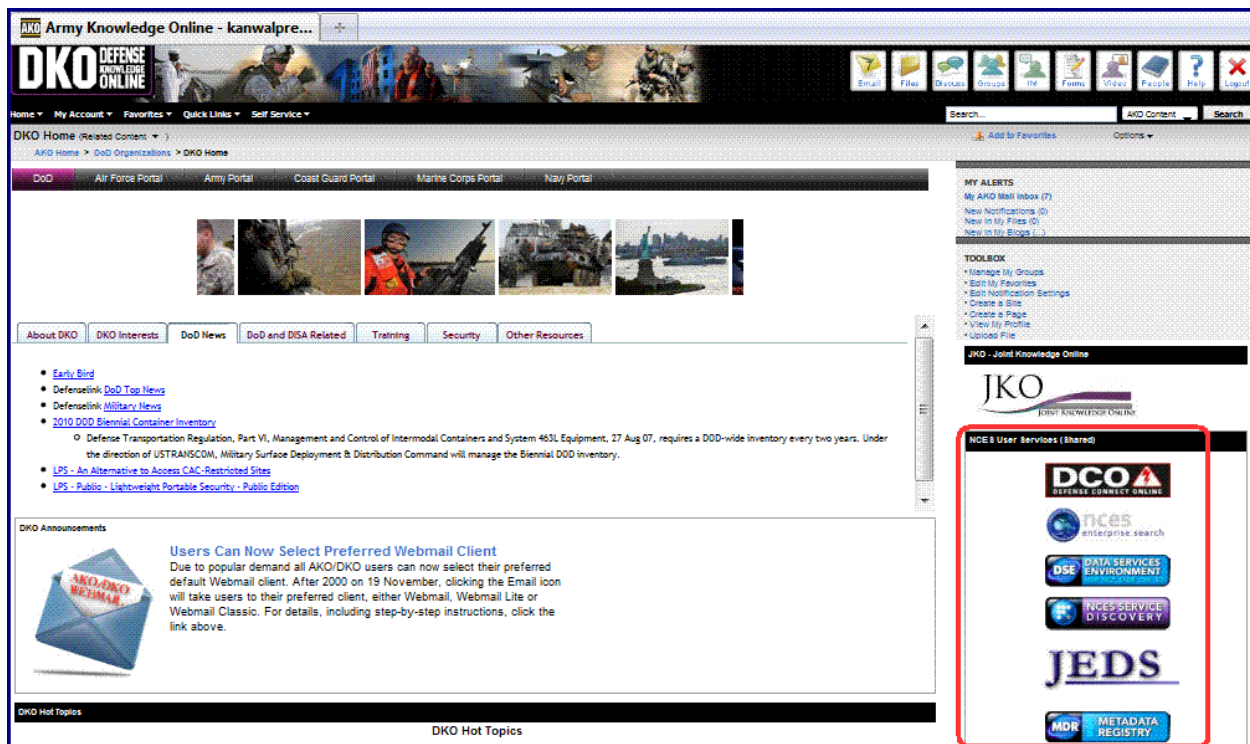 AKO Army Knowledge Online - kanwalpre...
DKO DEFENSE KNOWLEDGE ONLINE
Email Files Discuss Groups IM Forms Video People Help Logout
Home My Account Favorites Quick Links Self Service
Search... AKO Content Search
DKO Home (Related Content )
Add to Favorites Options
AKO Home > DoD Organizations > DKO Home
DoD Air Force Portal Army Portal Coast Guard Portal Marine Corps Portal Navy Portal
MY ALERTS
My AKO Mail Inbox (7)
New Notifications (0)
New In My Files (0)
New In My Blogs (...)
TOOLBOX
• Manage My Groups
• Edit My Favorites
• Edit Notification Settings
• Create a Site
• Create a Page
• View My Profile
• Upload File
About DKO DKO Interests DoD News DoD and DISA Related Training Security Other Resources
• Early Bird
• Defenselink DoD Top News
• Defenselink Military News
• 2010 DOD Biennial Container Inventory
o Defense Transportation Regulation, Part VI, Management and Control of Intermodal Containers and System 463L Equipment, 27 Aug 07, requires a DOD-wide inventory every two years. Under
the direction of USTRANSCOM, Military Surface Deployment & Distribution Command will manage the Biennial DOD inventory.
• LPS - An Alternative to Access CAC-Restricted Sites
• LPS - Public - Lightweight Portable Security - Public Edition
JKO - Joint Knowledge Online
JKO
JOINT KNOWLEDGE ONLINE
NCES User Services (Shared)
DCO
DEFENSE CONNECT ONLINE
nces
enterprise search
DSE DATA SERVICES
ENVIRONMENT
NCES SERVICE
DISCOVERY
JEDS
MDR METADATA
REGISTRY
DKO Announcements
AKO/DKO
WEBMAIL
Users Can Now Select Preferred Webmail Client
Due to popular demand all AKO/DKO users can now select their preferred
default Webmail client. After 2000 on 19 November, clicking the Email icon
will take users to their preferred client, either Webmail, Webmail Lite or
Webmail Classic. For details, including step-by-step instructions, click the
link above.
DKO Hot Topics
DKO Hot Topics